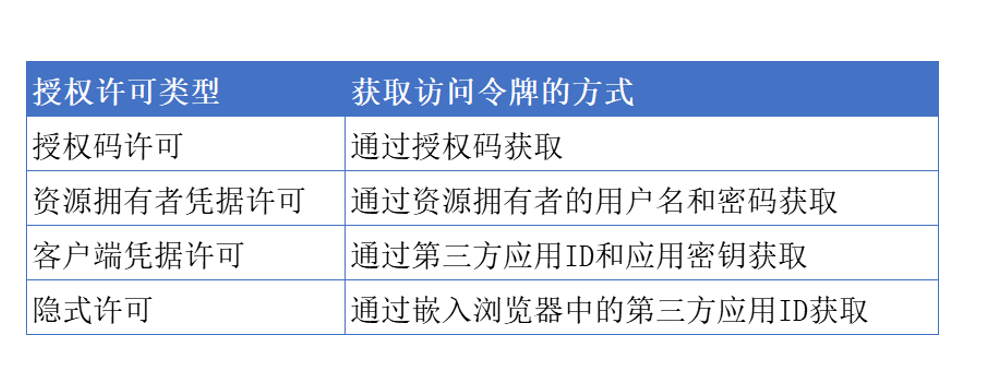 授权许可类型 获取访问令牌的方式
授权码许可 通过授权码获取
资源拥有者凭据许可 通过资源拥有者的用户名和密码获取
客户端凭据许可 通过第三方应用ID和应用密钥获取
隐式许可 通过嵌入浏览器中的第三方应用ID获取